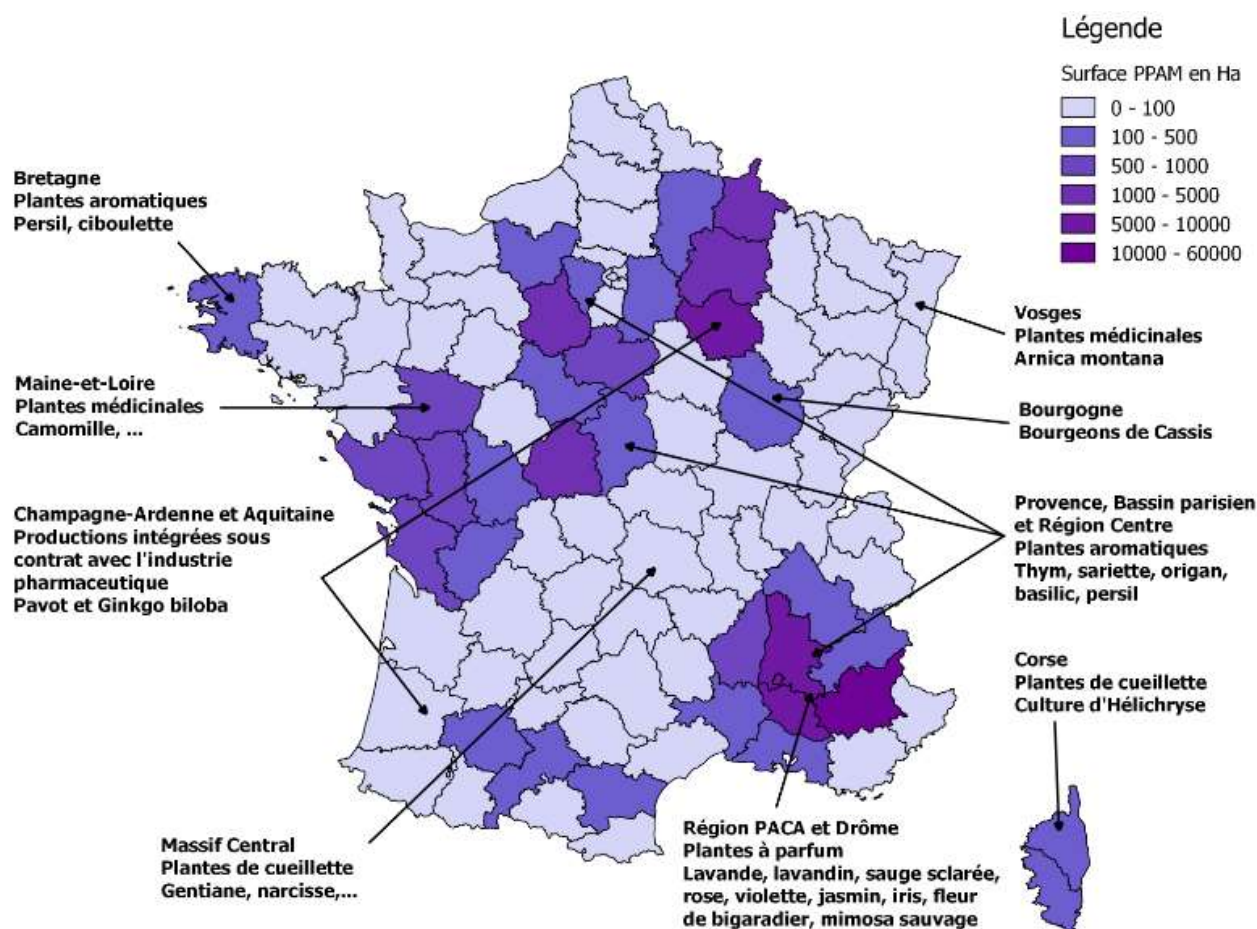 Légende
Surface PPAM en Ha
0 - 100
100 - 500
500 - 1000
1000 - 5000
5000 - 10000
10000 - 60000
Bretagne
Plantes aromatiques
Persil, ciboulette
Maine-et-Loire
Plantes médicinales
Camomille, ...
Champagne-Ardenne et Aquitaine
Productions intégrées sous
contrat avec l'industrie
pharmaceutique
Pavot et Ginkgo biloba
Massif Central
Plantes de cueillette
Gentiane, narcisse,...
Région PACA et Drôme
Plantes à parfum
Lavande, lavandin, sauge sclarée,
rose, violette, jasmin, iris, fleur
de bigaradier, mimosa sauvage
Vosges
Plantes médicinales
Arnica montana
Bourgogne
Bourgeons de Cassis
Provence, Bassin parisien
et Région Centre
Plantes aromatiques
Thym, sariette, origan,
basilic, persil
Corse
Plantes de cueillette
Culture d'Hélichryse